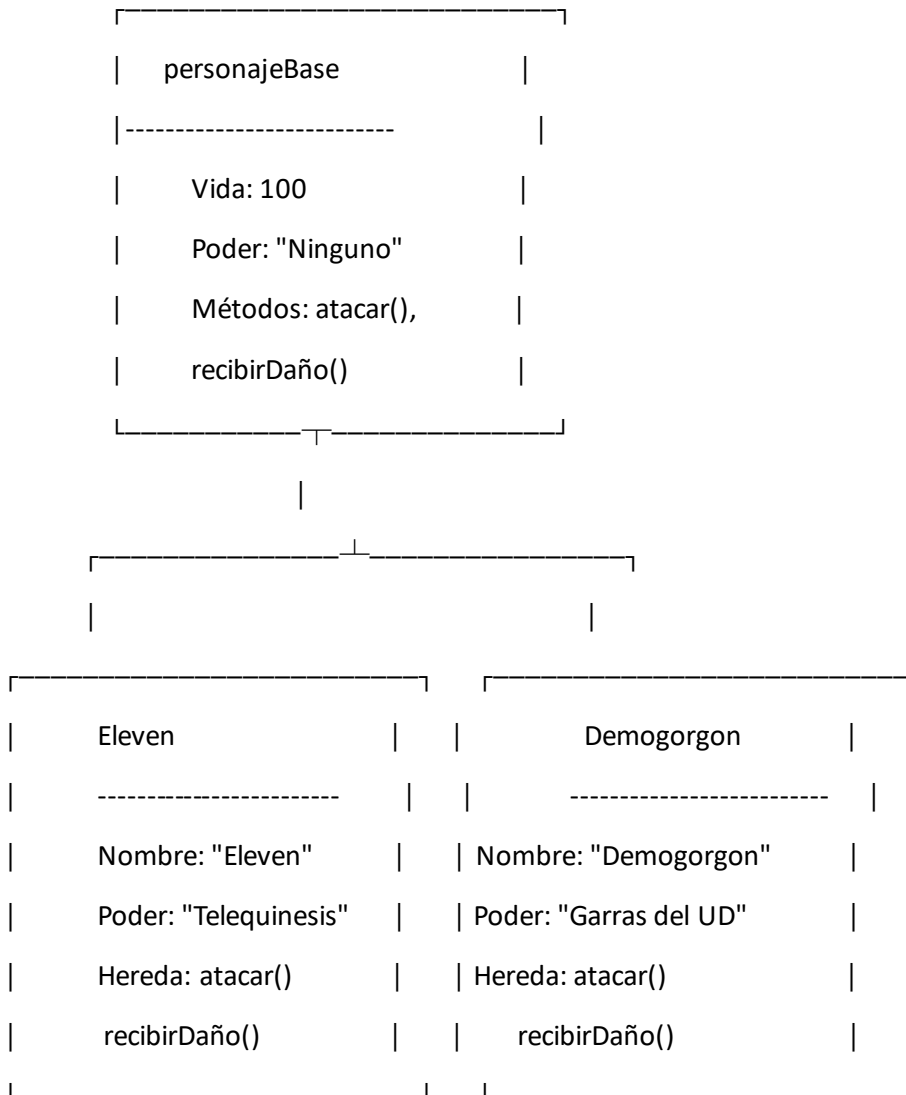 personajeBase
---------------------------
Vida: 100
Poder: "Ninguno"
Métodos: atacar(),
recibirDaño()
Eleven Demogorgon
------------------------ --------------------------
Nombre: "Eleven" Nombre: "Demogorgon"
Poder: "Telequinesis" Poder: "Garras del UD"
Hereda: atacar() Hereda: atacar()
recibirDaño() recibirDaño()